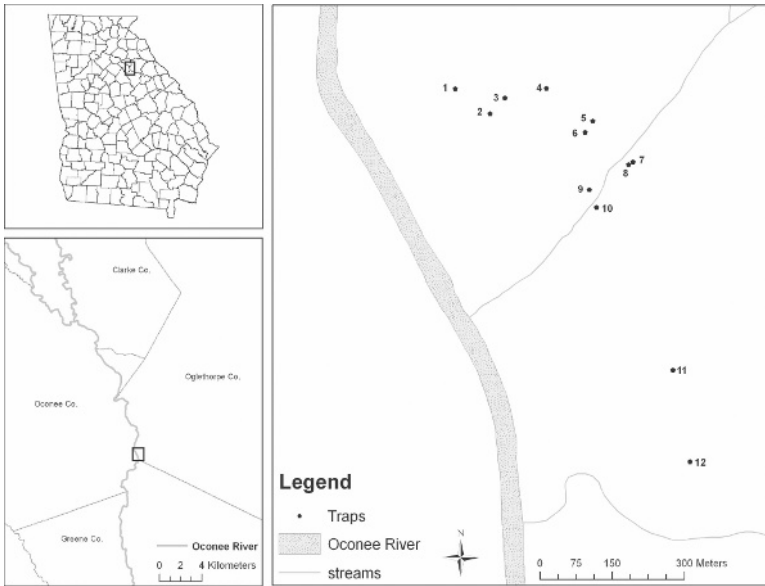 Clarke Co.
Oglethorpe Co.
Oconee Co.
Greene Co.
Oconee River
0 2 4 Kilometers
1
2
3
4
5
6
7
8
9
10
11
12
Legend
Traps
Oconee River
streams
N
0 75 150 300 Meters